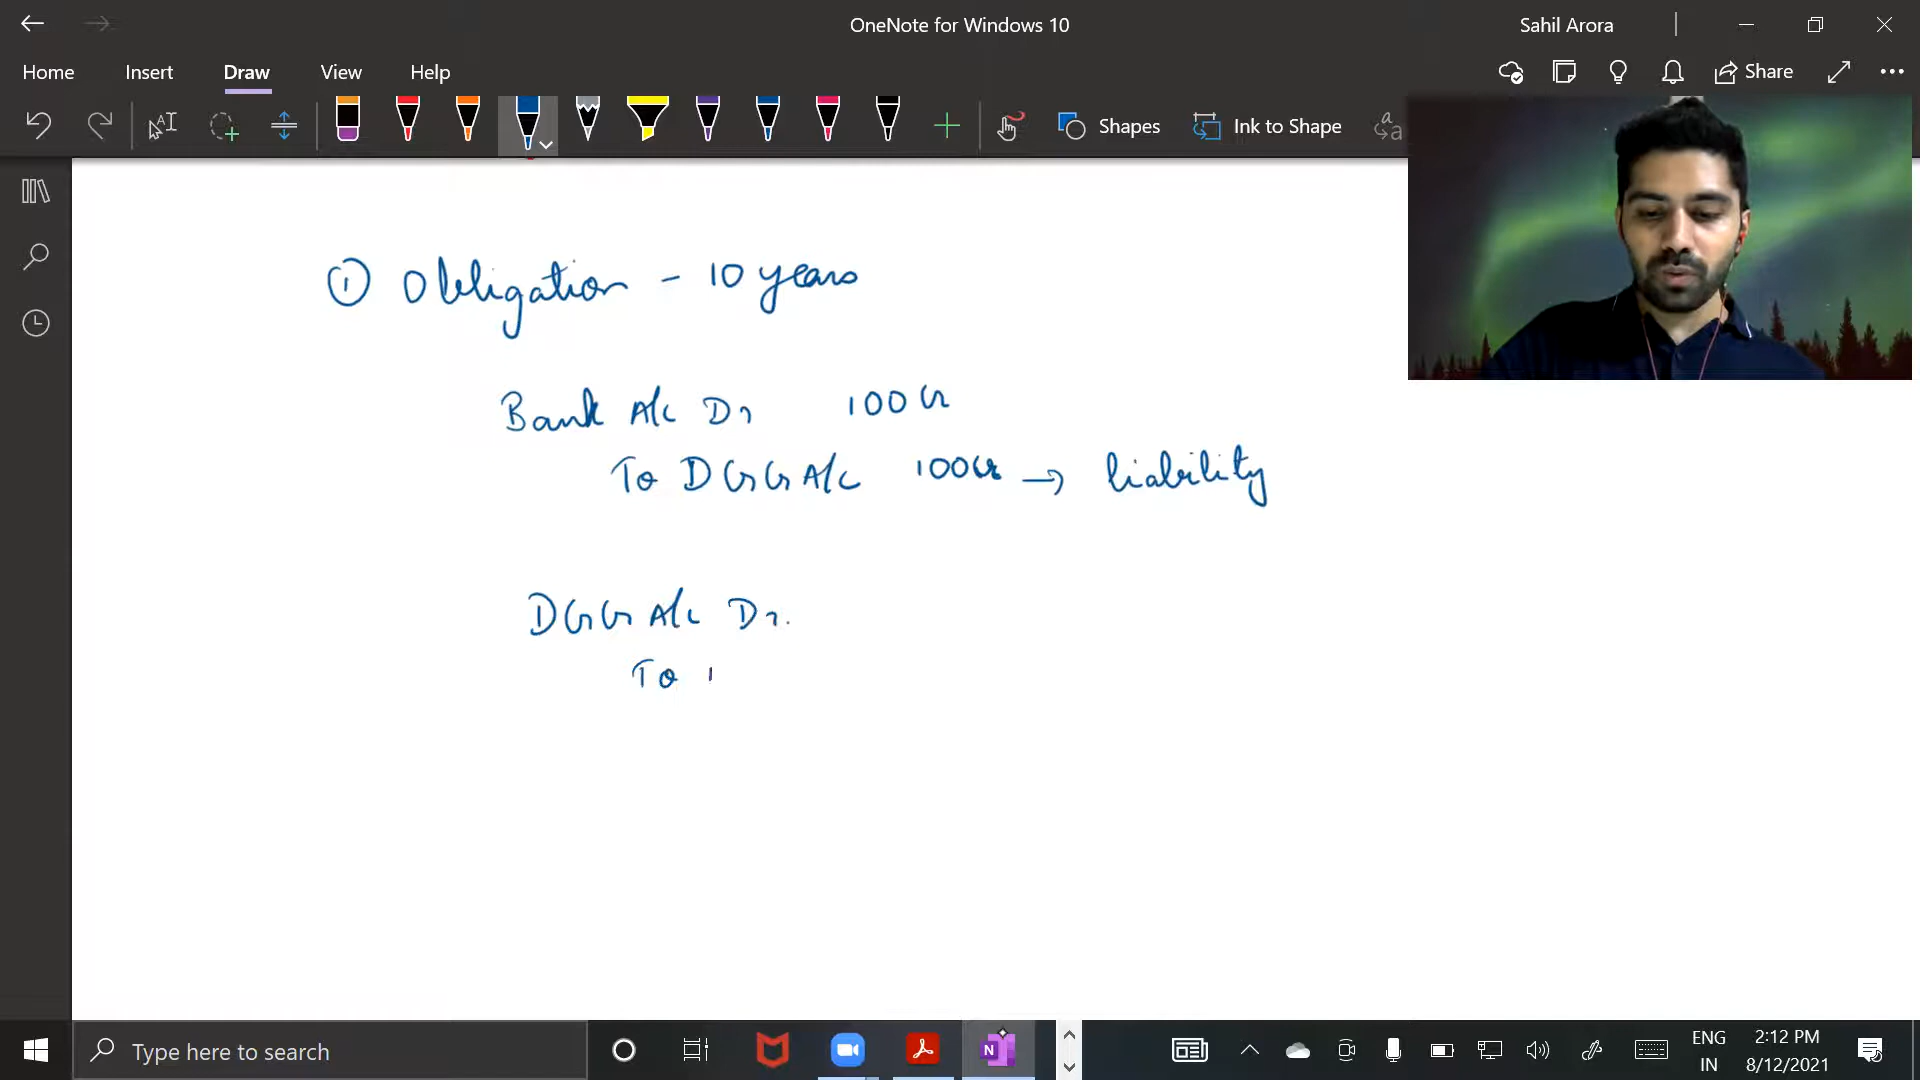 OneNote for Windows 10
Sahil Arora
Home Insert Draw View Help
Share
Shapes
Ink to Shape
① Obligation - 10 years
Bank A/c Dr 100 Cr
To DGG A/c 100 Cr → liability
DGG A/c Dr.
To
Type here to search
ENG
IN
2:12 PM
8/12/2021